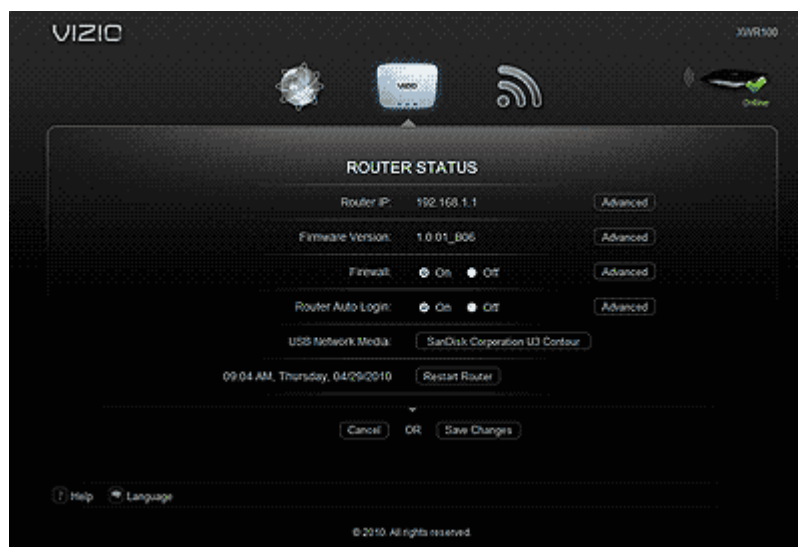 VIZIO
XWR100
VIZIO
Online
ROUTER STATUS
Router IP: 192.168.1.1 Advanced
Firmware Version: 1.0.01_B06 Advanced
Firewall: On Off Advanced
Router Auto Login: On Off Advanced
USB Network Media: SanDisk Corporation U3 Contour
09:04 AM, Thursday, 04/29/2010 Restart Router
Cancel OR Save Changes
? Help Language
© 2010. All rights reserved.